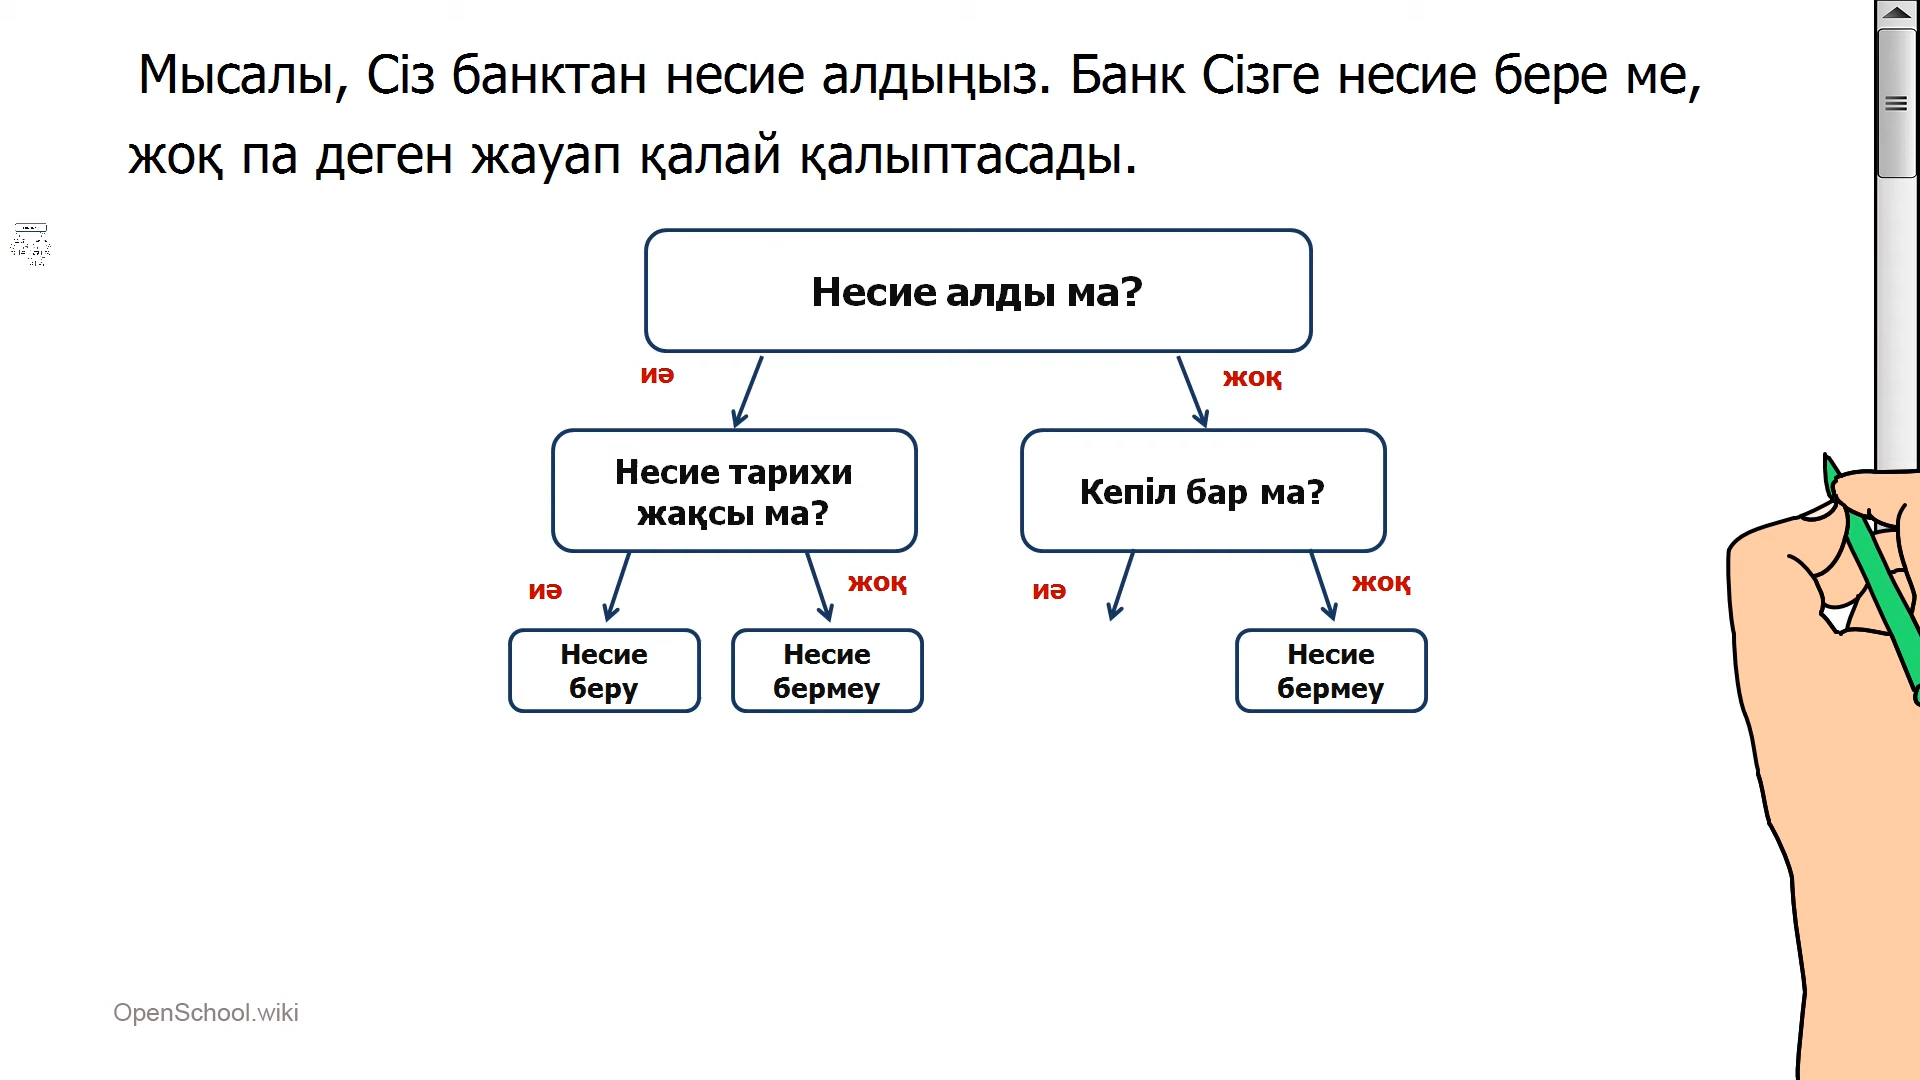 Мысалы, Сіз банктан несие алдыңыз. Банк Сізге несие бере ме,
жоқ па деген жауап қалай қалыптасады.
Несие алды ма?
иә
жоқ
Несие тарихи
жақсы ма?
Кепіл бар ма?
иә
жоқ
иә
жоқ
Несие
беру
Несие
бермеу
Несие
бермеу
OpenSchool.wiki